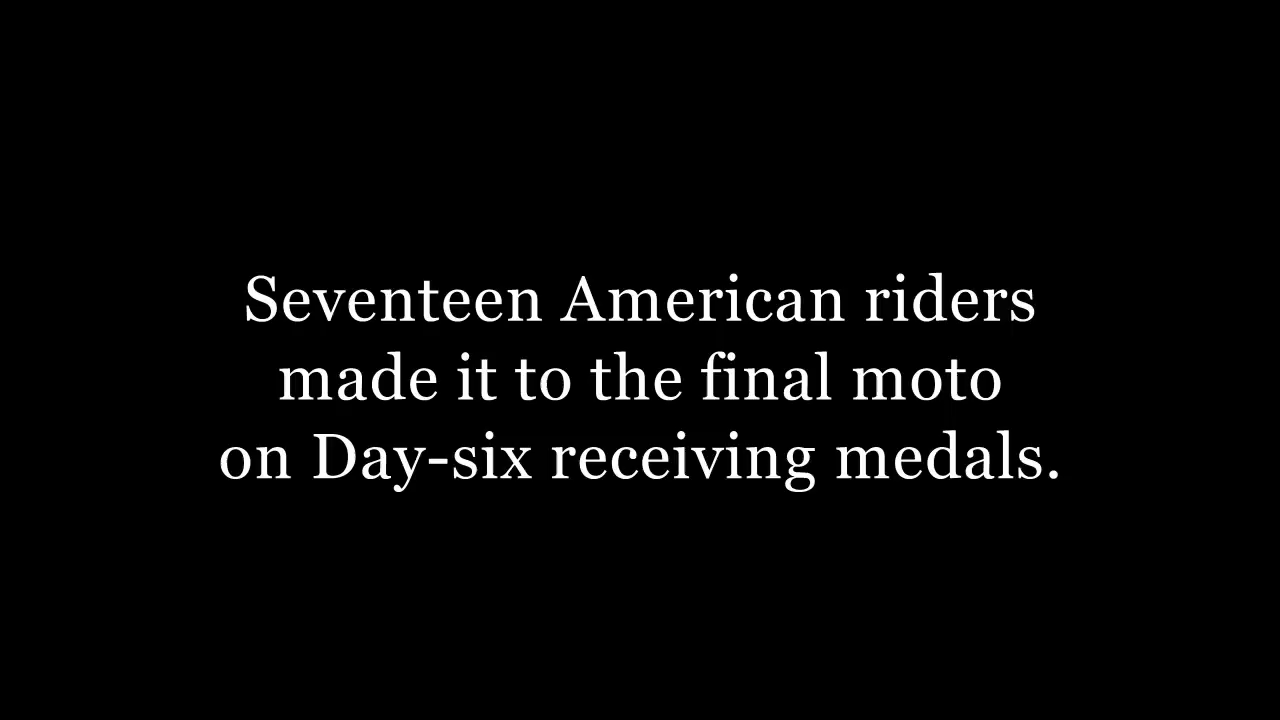 Seventeen American riders
made it to the final moto
on Day-six receiving medals.